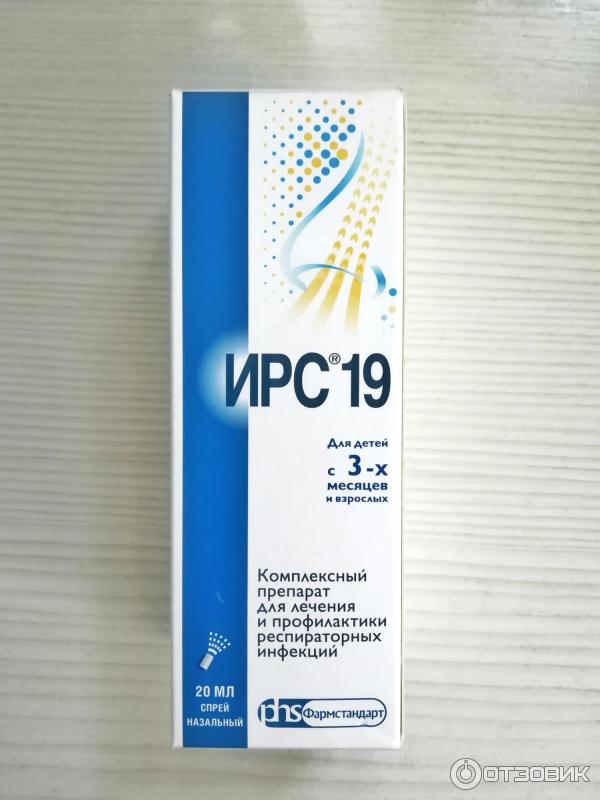 ИРС® 19
Для детей
с 3-х
месяцев
и взрослых
Комплексный
препарат
для лечения
и профилактики
респираторных
инфекций
20 МЛ
СПРЕЙ
НАЗАЛЬНЫЙ
phs Фармстандарт
ОТЗОВИК